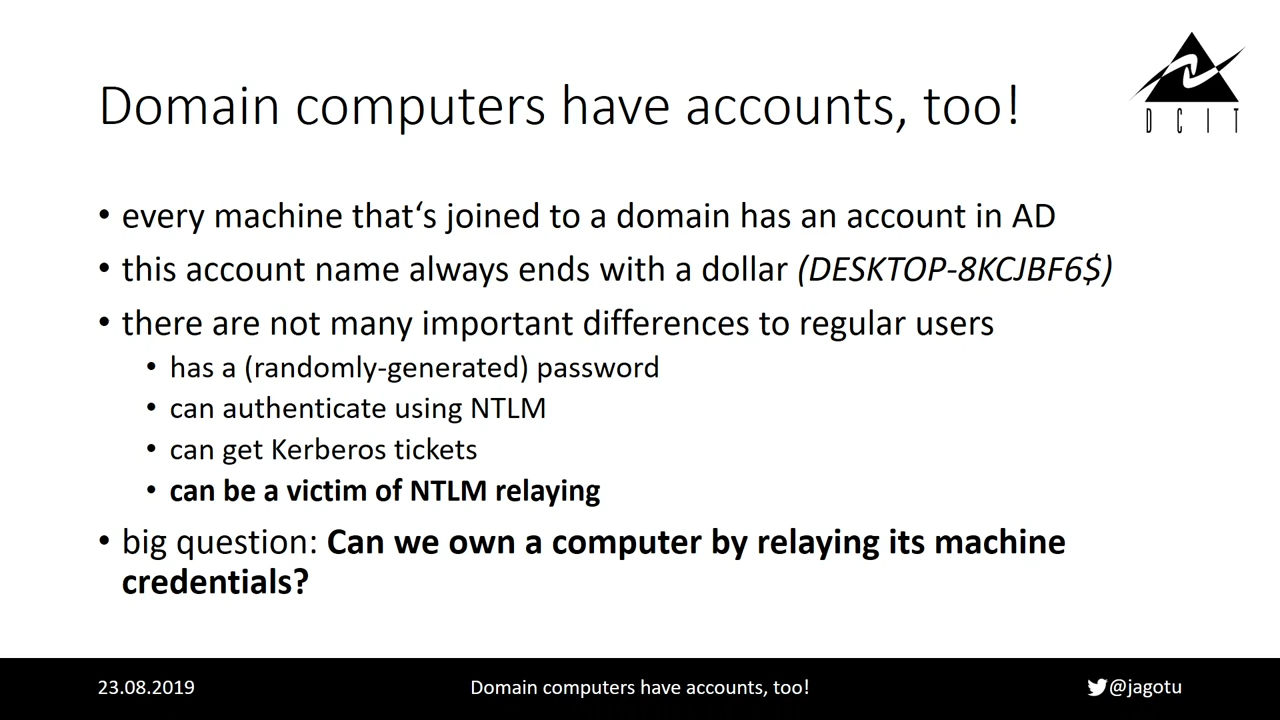 Domain computers have accounts, too!
DCIT
• every machine that‘s joined to a domain has an account in AD
• this account name always ends with a dollar (DESKTOP-8KCJBF6$)
• there are not many important differences to regular users
• has a (randomly-generated) password
• can authenticate using NTLM
• can get Kerberos tickets
• can be a victim of NTLM relaying
• big question: Can we own a computer by relaying its machine
credentials?
23.08.2019
Domain computers have accounts, too!
@jagotu